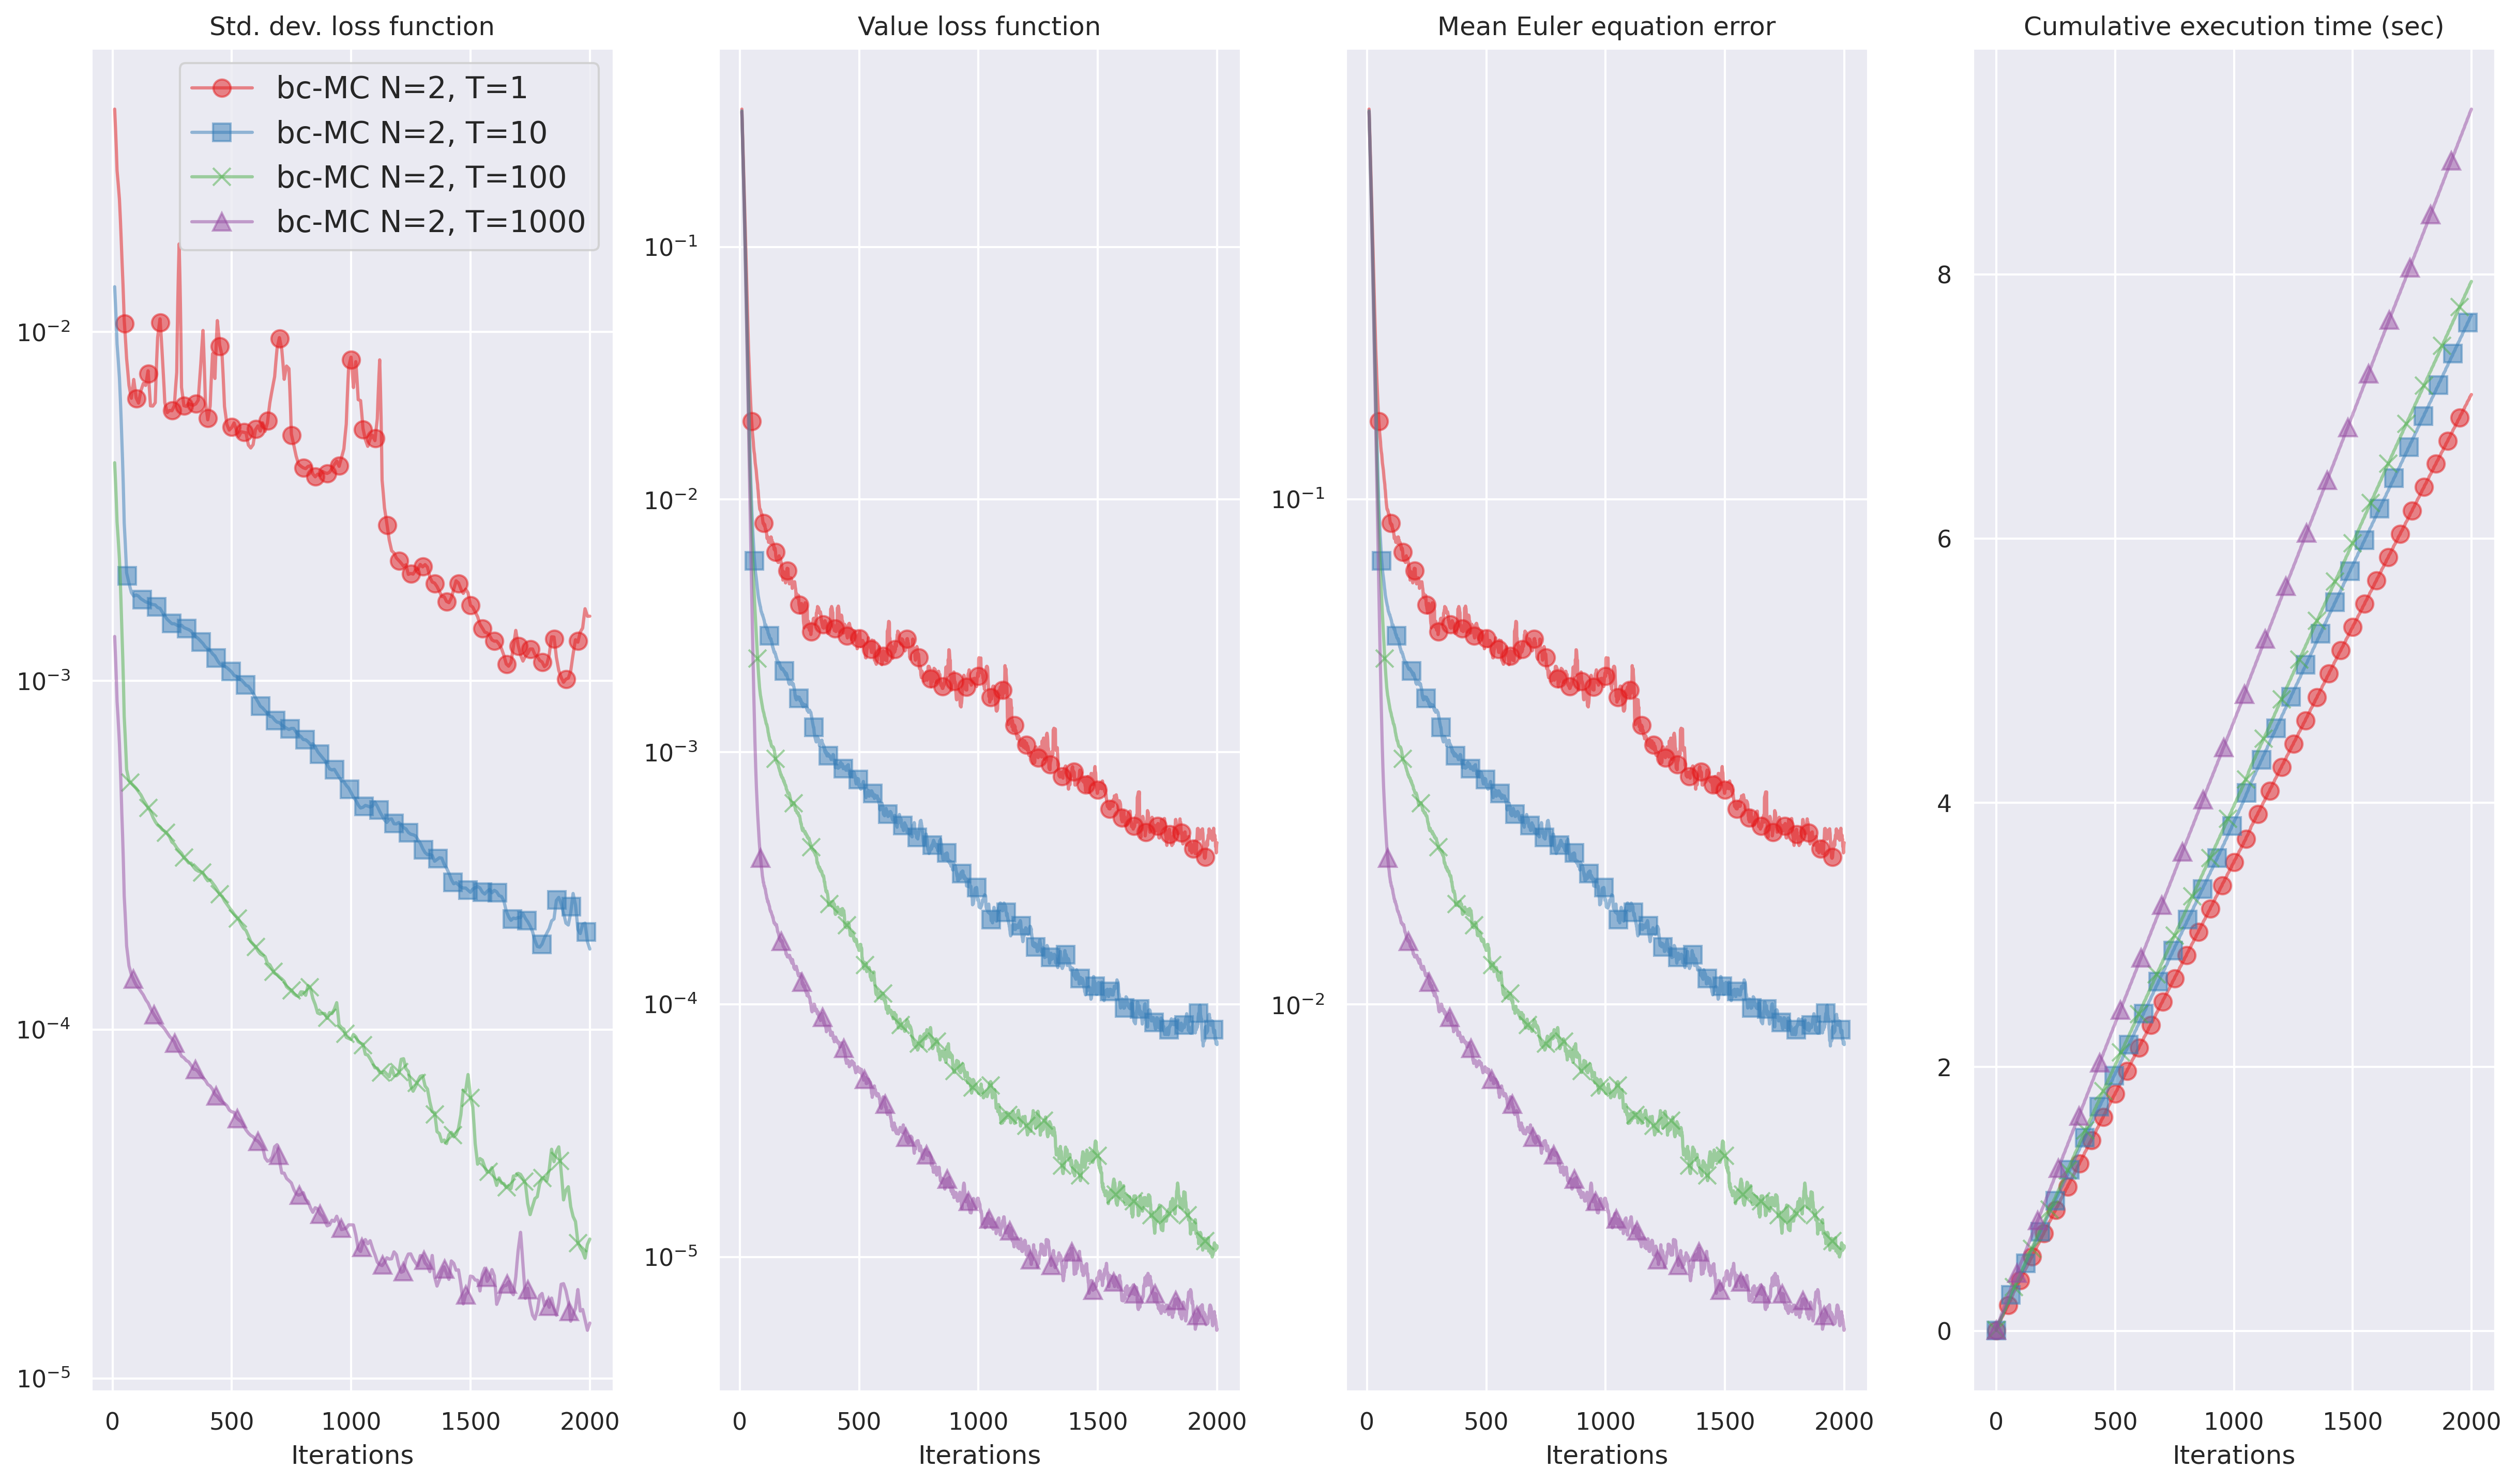 Std. dev. loss function
bc-MC N=2, T=1
bc-MC N=2, T=10
bc-MC N=2, T=100
bc-MC N=2, T=1000
10⁻²
10⁻³
10⁻⁴
10⁻⁵
0 500 1000 1500 2000
Iterations
Value loss function
10⁻¹
10⁻²
10⁻³
10⁻⁴
10⁻⁵
0 500 1000 1500 2000
Iterations
Mean Euler equation error
10⁻¹
10⁻²
0 500 1000 1500 2000
Iterations
Cumulative execution time (sec)
8
6
4
2
0
0 500 1000 1500 2000
Iterations